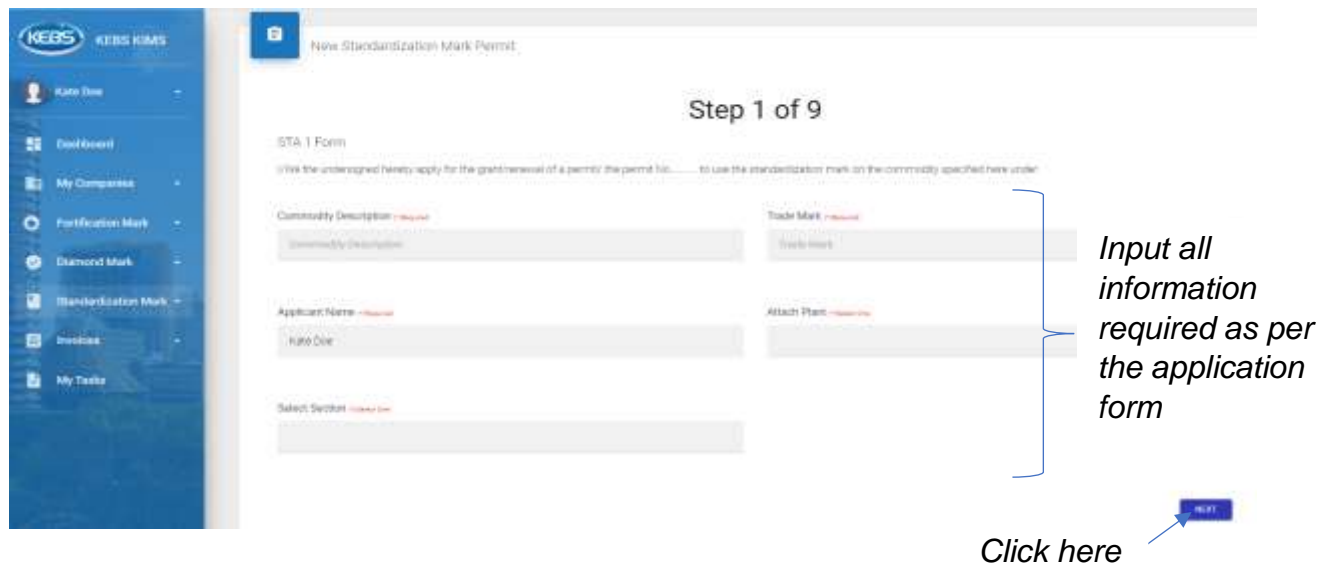 KEBS KEBS KIMS
New Standardization Mark Permit
Kate Doe
Step 1 of 9
Dashboard
STA 1 Form
I/We the undersigned hereby apply for the grant/renewal of a permit/ the permit No......... to use the standardization mark on the commodity specified here under
My Companies
Commodity Description * Required
Trade Mark * Required
Fortification Mark
Commodity Description
Trade Mark
Diamond Mark
Standardization Mark
Applicant Name * Required
Attach Plant
Invoices
Kate Doe
My Tasks
Select Section
Input all
information
required as per
the application
form
NEXT
Click here